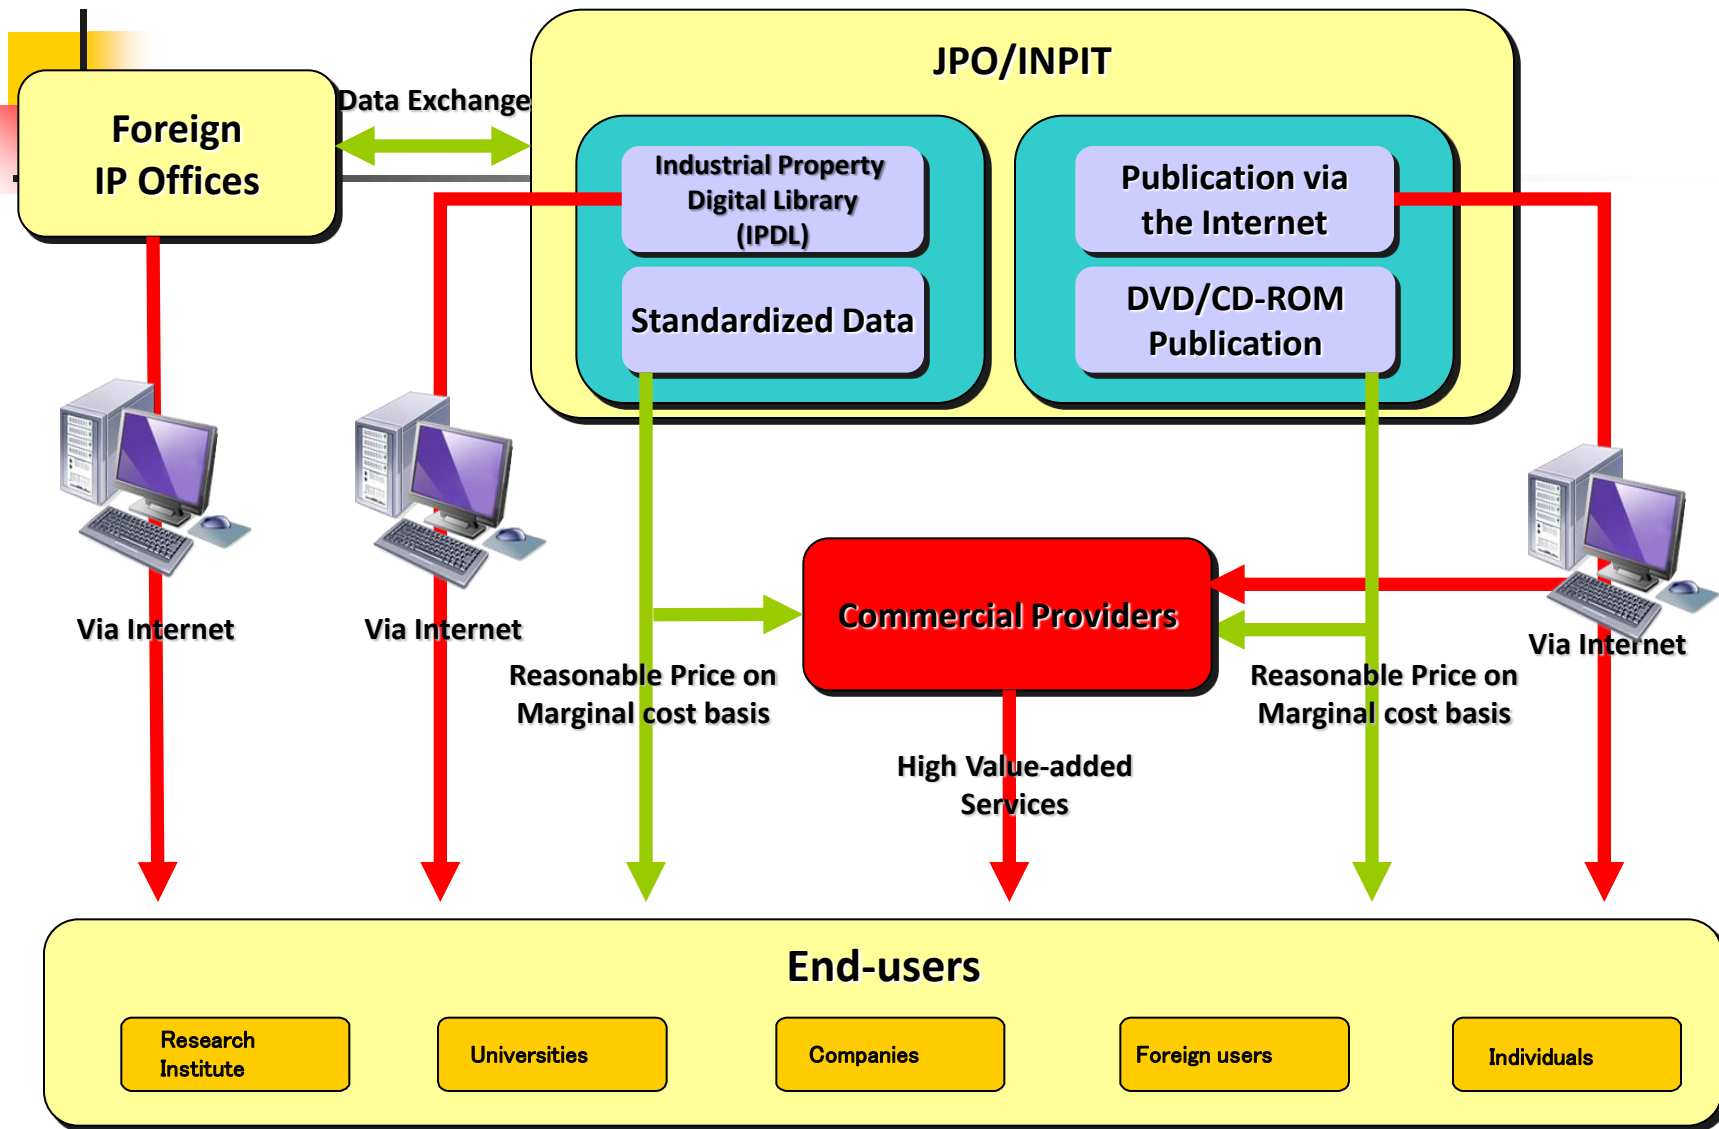 JPO/INPIT
Data Exchange
Foreign
IP Offices
Industrial Property
Digital Library
(IPDL)
Publication via
the Internet
Standardized Data
DVD/CD-ROM
Publication
Commercial Providers
Via Internet
Via Internet
Via Internet
Reasonable Price on
Marginal cost basis
Reasonable Price on
Marginal cost basis
High Value-added
Services
End-users
Research
Institute
Universities
Companies
Foreign users
Individuals